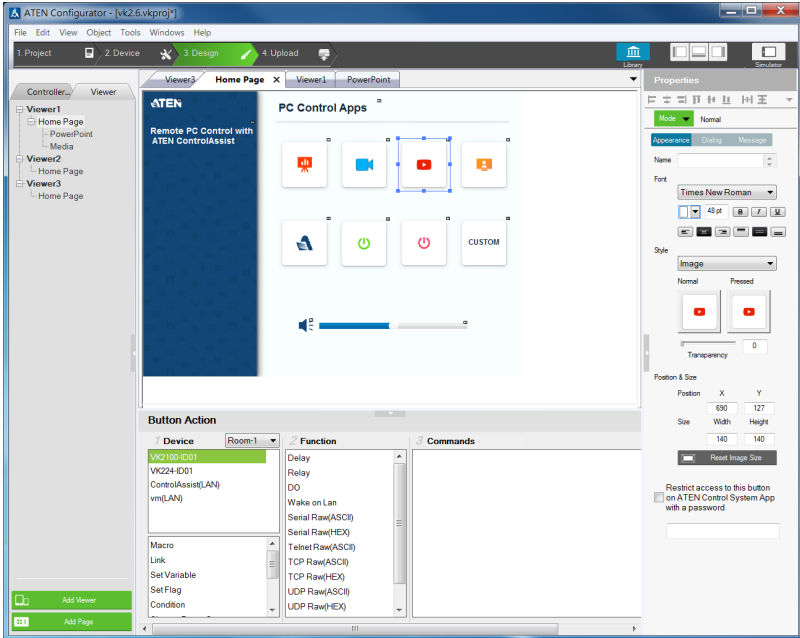 ATEN Configurator - [vk2.6.vkproj*]
File Edit View Object Tools Windows Help
1. Project 2. Device 3. Design 4. Upload Library Simulator
Controller... Viewer
Viewer1
Home Page
PowerPoint
Media
Viewer2
Home Page
Viewer3
Home Page
Add Viewer
Add Page
Viewer3 Home Page Viewer1 PowerPoint
ATEN
Remote PC Control with
ATEN ControlAssist
PC Control Apps
CUSTOM
Button Action
1 Device Room-1 2 Function 3 Commands
VK2100-ID01
VK224-ID01
ControlAssist(LAN)
vm(LAN)
Macro
Link
Set Variable
Set Flag
Condition
Delay
Relay
DO
Wake on Lan
Serial Raw(ASCII)
Serial Raw(HEX)
Telnet Raw(ASCII)
TCP Raw(ASCII)
TCP Raw(HEX)
UDP Raw(ASCII)
UDP Raw(HEX)
Properties
Mode Normal
Appearance Dialog Message
Name
Font
Times New Roman
48 pt B I U
Style
Image
Normal Pressed
0
Transparency
Position & Size
Position X Y
690 127
Size Width Height
140 140
Reset Image Size
Restrict access to this button
on ATEN Control System App
with a password